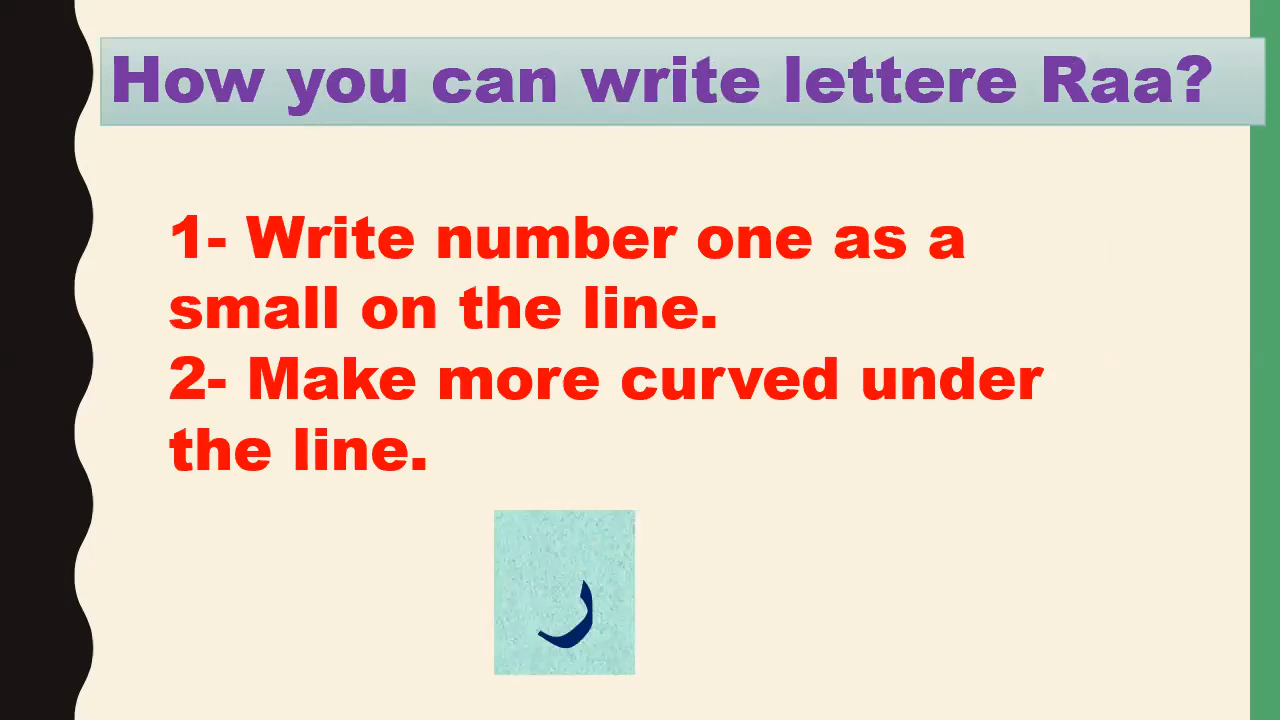 How you can write lettere Raa?
1- Write number one as a
small on the line.
2- Make more curved under
the line.
ر